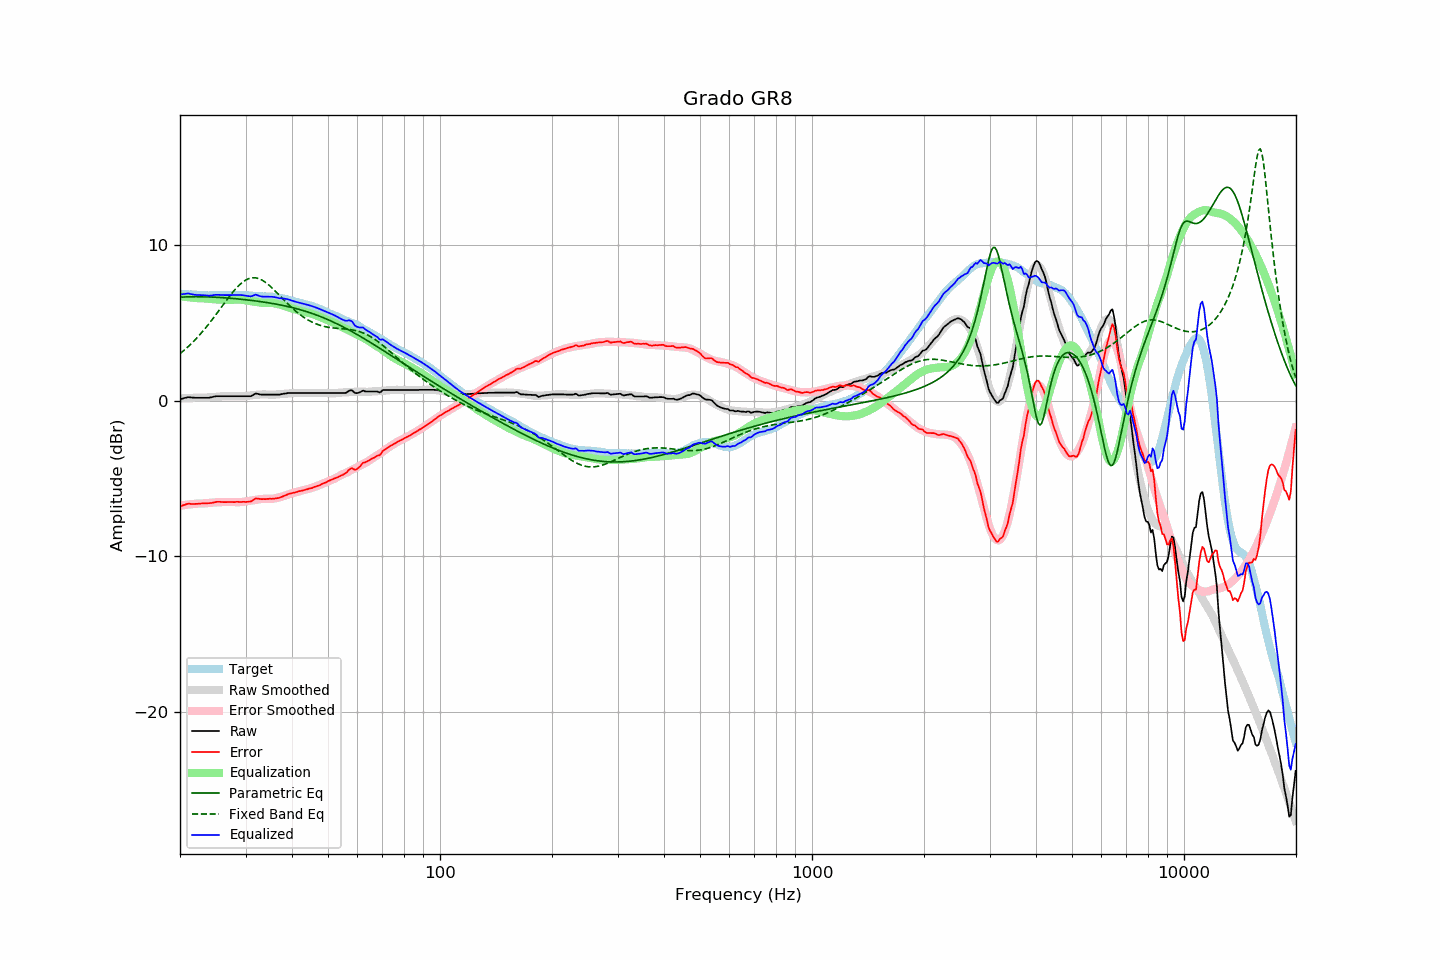 Grado GR8
Amplitude (dBr)
10
0
−10
−20
Target
Raw Smoothed
Error Smoothed
Raw
Error
Equalization
Parametric Eq
Fixed Band Eq
Equalized
100
1000
10000
Frequency (Hz)